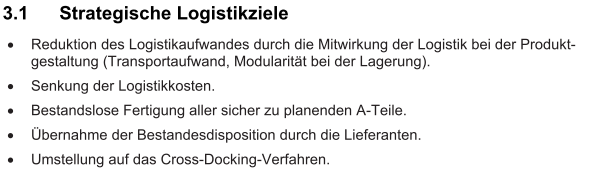 3.1 Strategische Logistikziele
• Reduktion des Logistikaufwandes durch die Mitwirkung der Logistik bei der Produkt-
gestaltung (Transportaufwand, Modularität bei der Lagerung).
• Senkung der Logistikkosten.
• Bestandslose Fertigung aller sicher zu planenden A-Teile.
• Übernahme der Bestandesdisposition durch die Lieferanten.
• Umstellung auf das Cross-Docking-Verfahren.